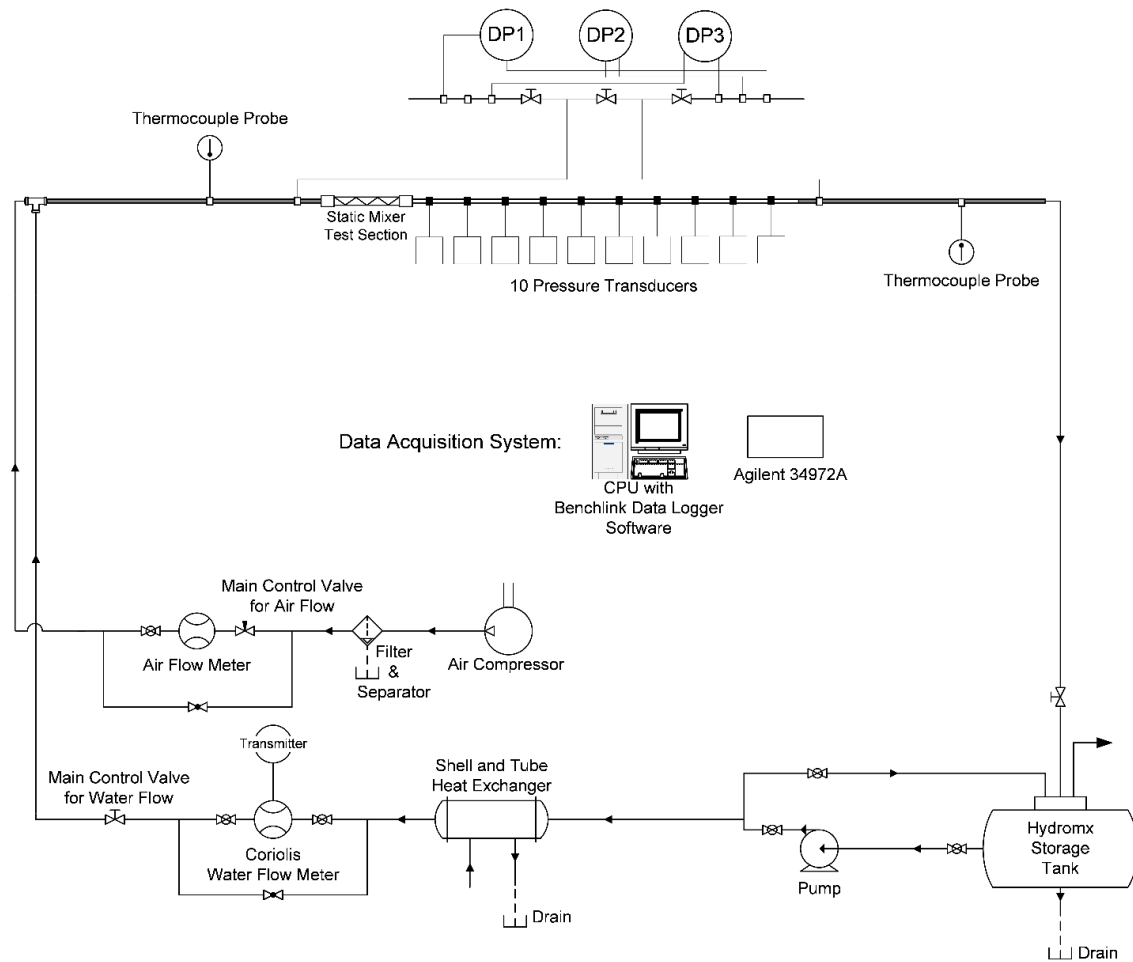 DP1
DP2
DP3
Thermocouple Probe
Static Mixer
Test Section
10 Pressure Transducers
Thermocouple Probe
Data Acquisition System:
CPU with
Benchlink Data Logger
Software
Agilent 34972A
Main Control Valve
for Air Flow
Air Flow Meter
Filter
&
Separator
Air Compressor
Transmitter
Main Control Valve
for Water Flow
Coriolis
Water Flow Meter
Shell and Tube
Heat Exchanger
Drain
Pump
Hydromx
Storage
Tank
Drain